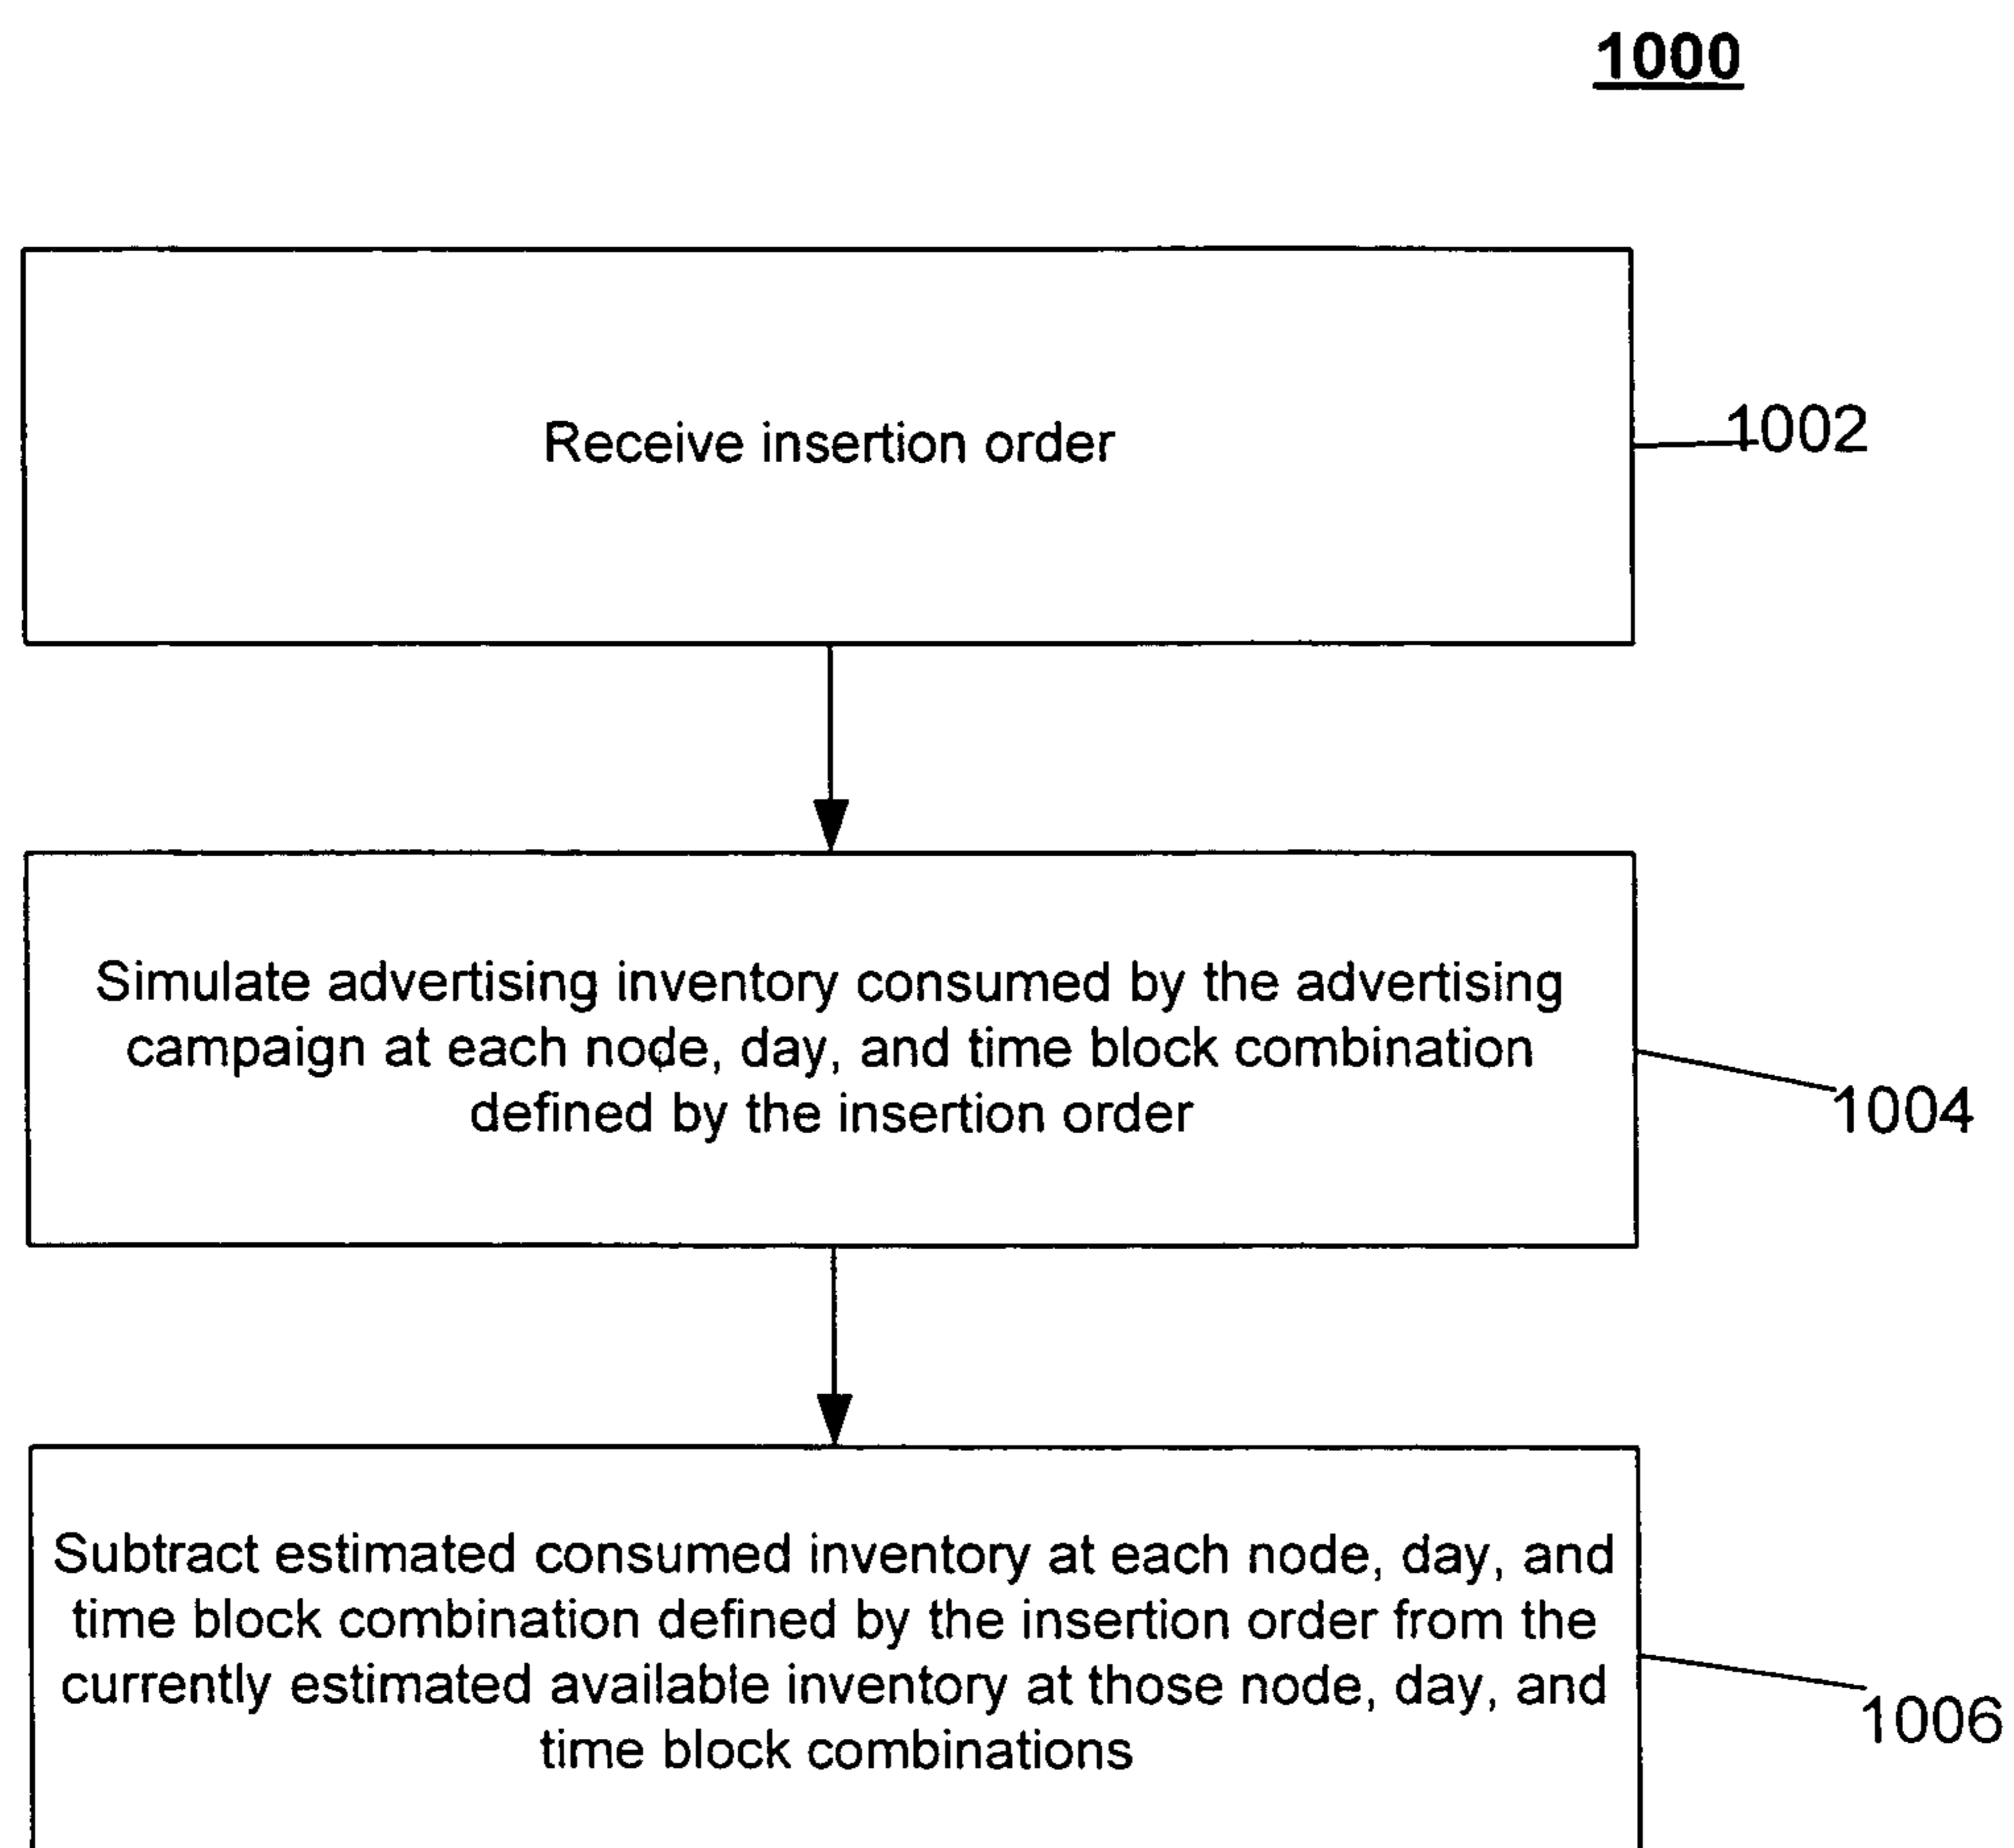 1000
Receive insertion order
1002
Simulate advertising inventory consumed by the advertising
campaign at each node, day, and time block combination
defined by the insertion order
1004
Subtract estimated consumed inventory at each node, day, and
time block combination defined by the insertion order from the
currently estimated available inventory at those node, day, and
time block combinations
1006